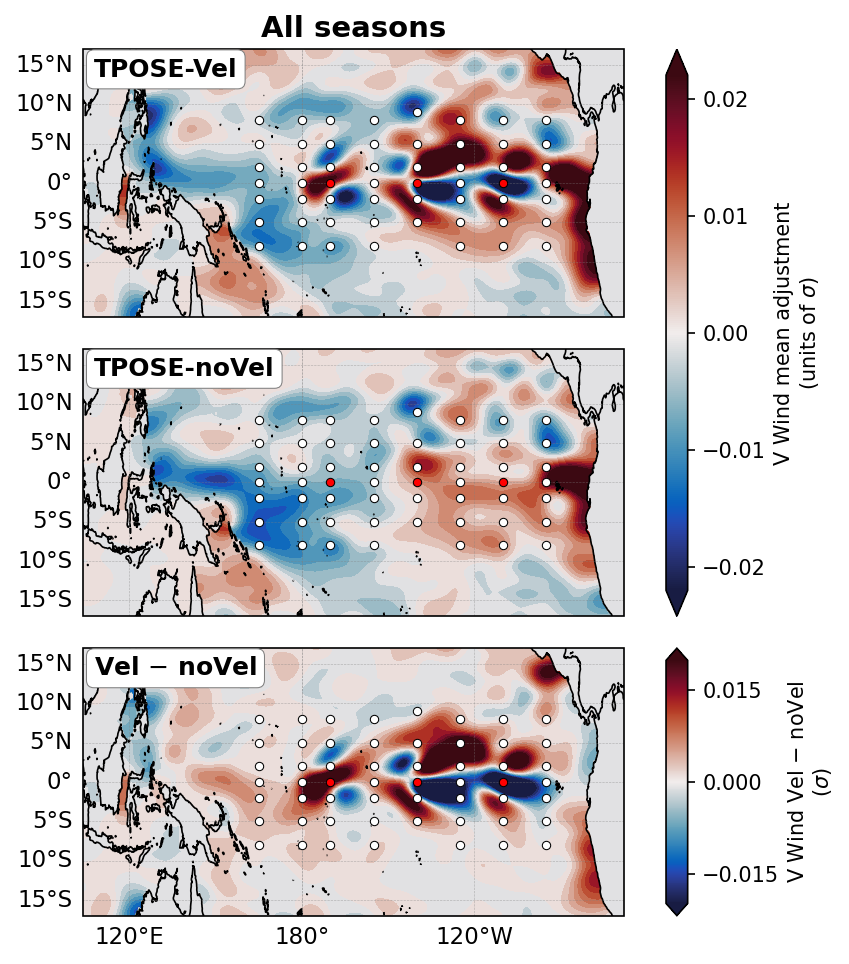 All seasons
TPOSE-Vel
15°N
10°N
5°N
0°
5°S
10°S
15°S
TPOSE-noVel
15°N
10°N
5°N
0°
5°S
10°S
15°S
Vel − noVel
15°N
10°N
5°N
0°
5°S
10°S
15°S
120°E 180° 120°W
0.02
0.01
0.00
−0.01
−0.02
V Wind mean adjustment
(units of σ)
0.015
0.000
−0.015
V Wind Vel − noVel
(σ)